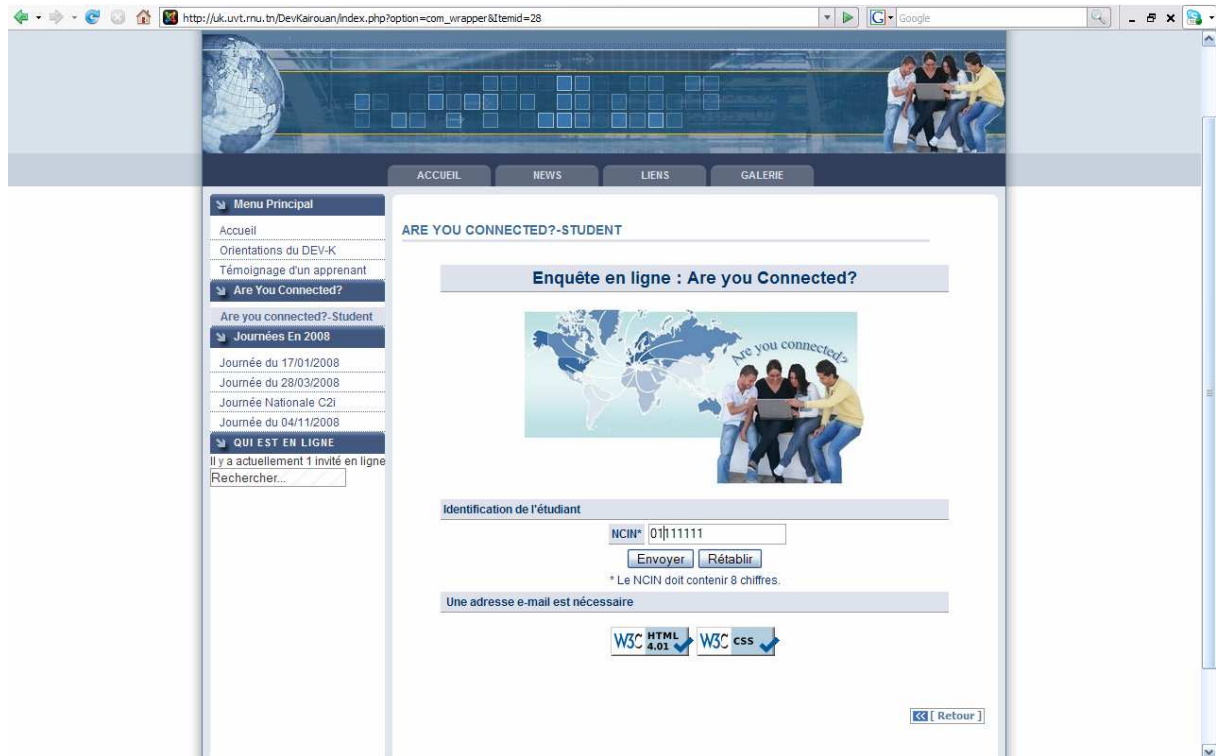 http://uk.uvt.rnu.tn/DevKairouan/index.php?option=com_wrapper&Itemid=28
Google
ACCUEIL NEWS LIENS GALERIE
Menu Principal
Accueil
Orientations du DEV-K
Témoignage d'un apprenant
Are You Connected?
Are you connected?-Student
Journées En 2008
Journée du 17/01/2008
Journée du 28/03/2008
Journée Nationale C2i
Journée du 04/11/2008
QUI EST EN LIGNE
Il y a actuellement 1 invité en ligne
Rechercher...
ARE YOU CONNECTED?-STUDENT
Enquête en ligne : Are you Connected?
Are you connected?
Identification de l'étudiant
NCIN* 01111111
Envoyer Rétablir
* Le NCIN doit contenir 8 chiffres.
Une adresse e-mail est nécessaire
W3C HTML 4.01 W3C css
[ Retour ]